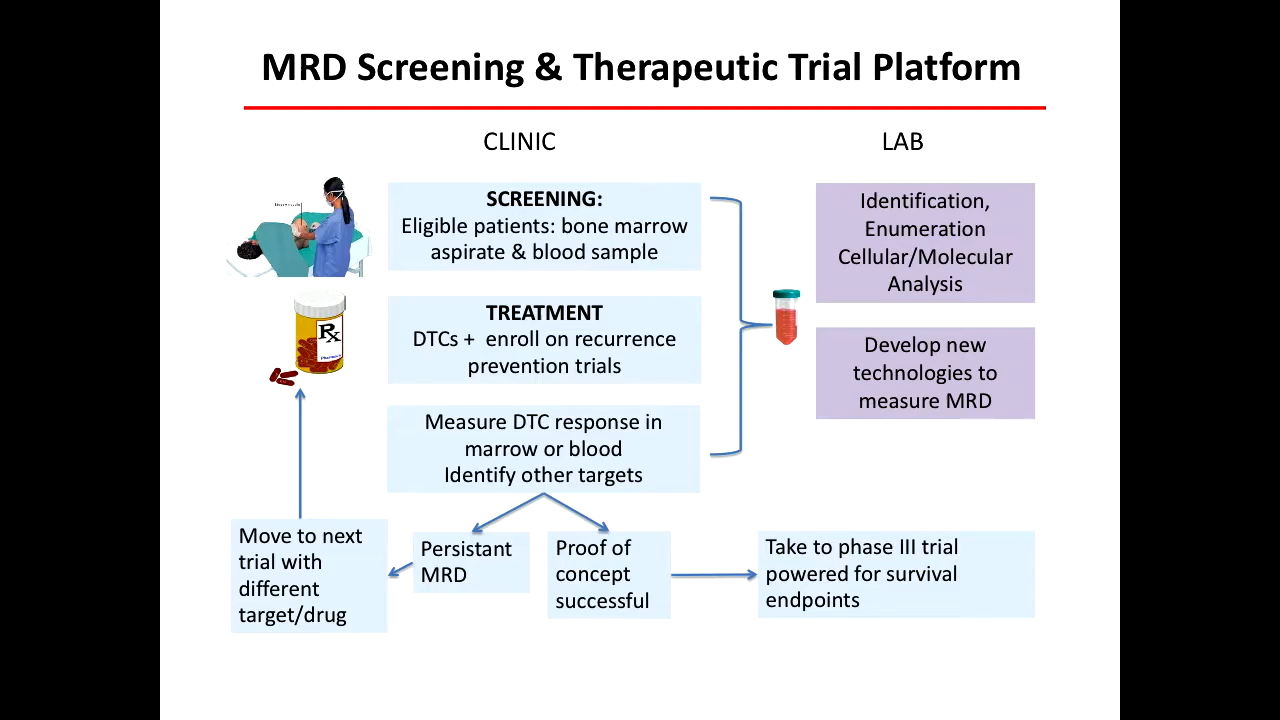 MRD Screening & Therapeutic Trial Platform
CLINIC
LAB
SCREENING:
Eligible patients: bone marrow
aspirate & blood sample
Identification,
Enumeration
Cellular/Molecular
Analysis
Rx
TREATMENT
DTCs + enroll on recurrence
prevention trials
Develop new
technologies to
measure MRD
Measure DTC response in
marrow or blood
Identify other targets
Move to next
trial with
different
target/drug
Persistant
MRD
Proof of
concept
successful
Take to phase III trial
powered for survival
endpoints